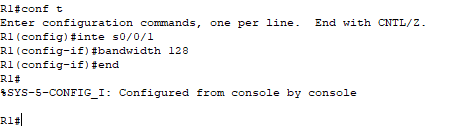 R1#conf t
Enter configuration commands, one per line.  End with CNTL/Z.
R1(config)#inte s0/0/1
R1(config-if)#bandwidth 128
R1(config-if)#end
R1#
%SYS-5-CONFIG_I: Configured from console by console
R1#